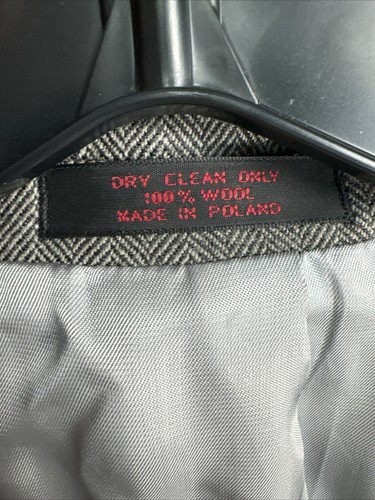 DRY CLEAN ONLY
100% WOOL
MADE IN POLAND